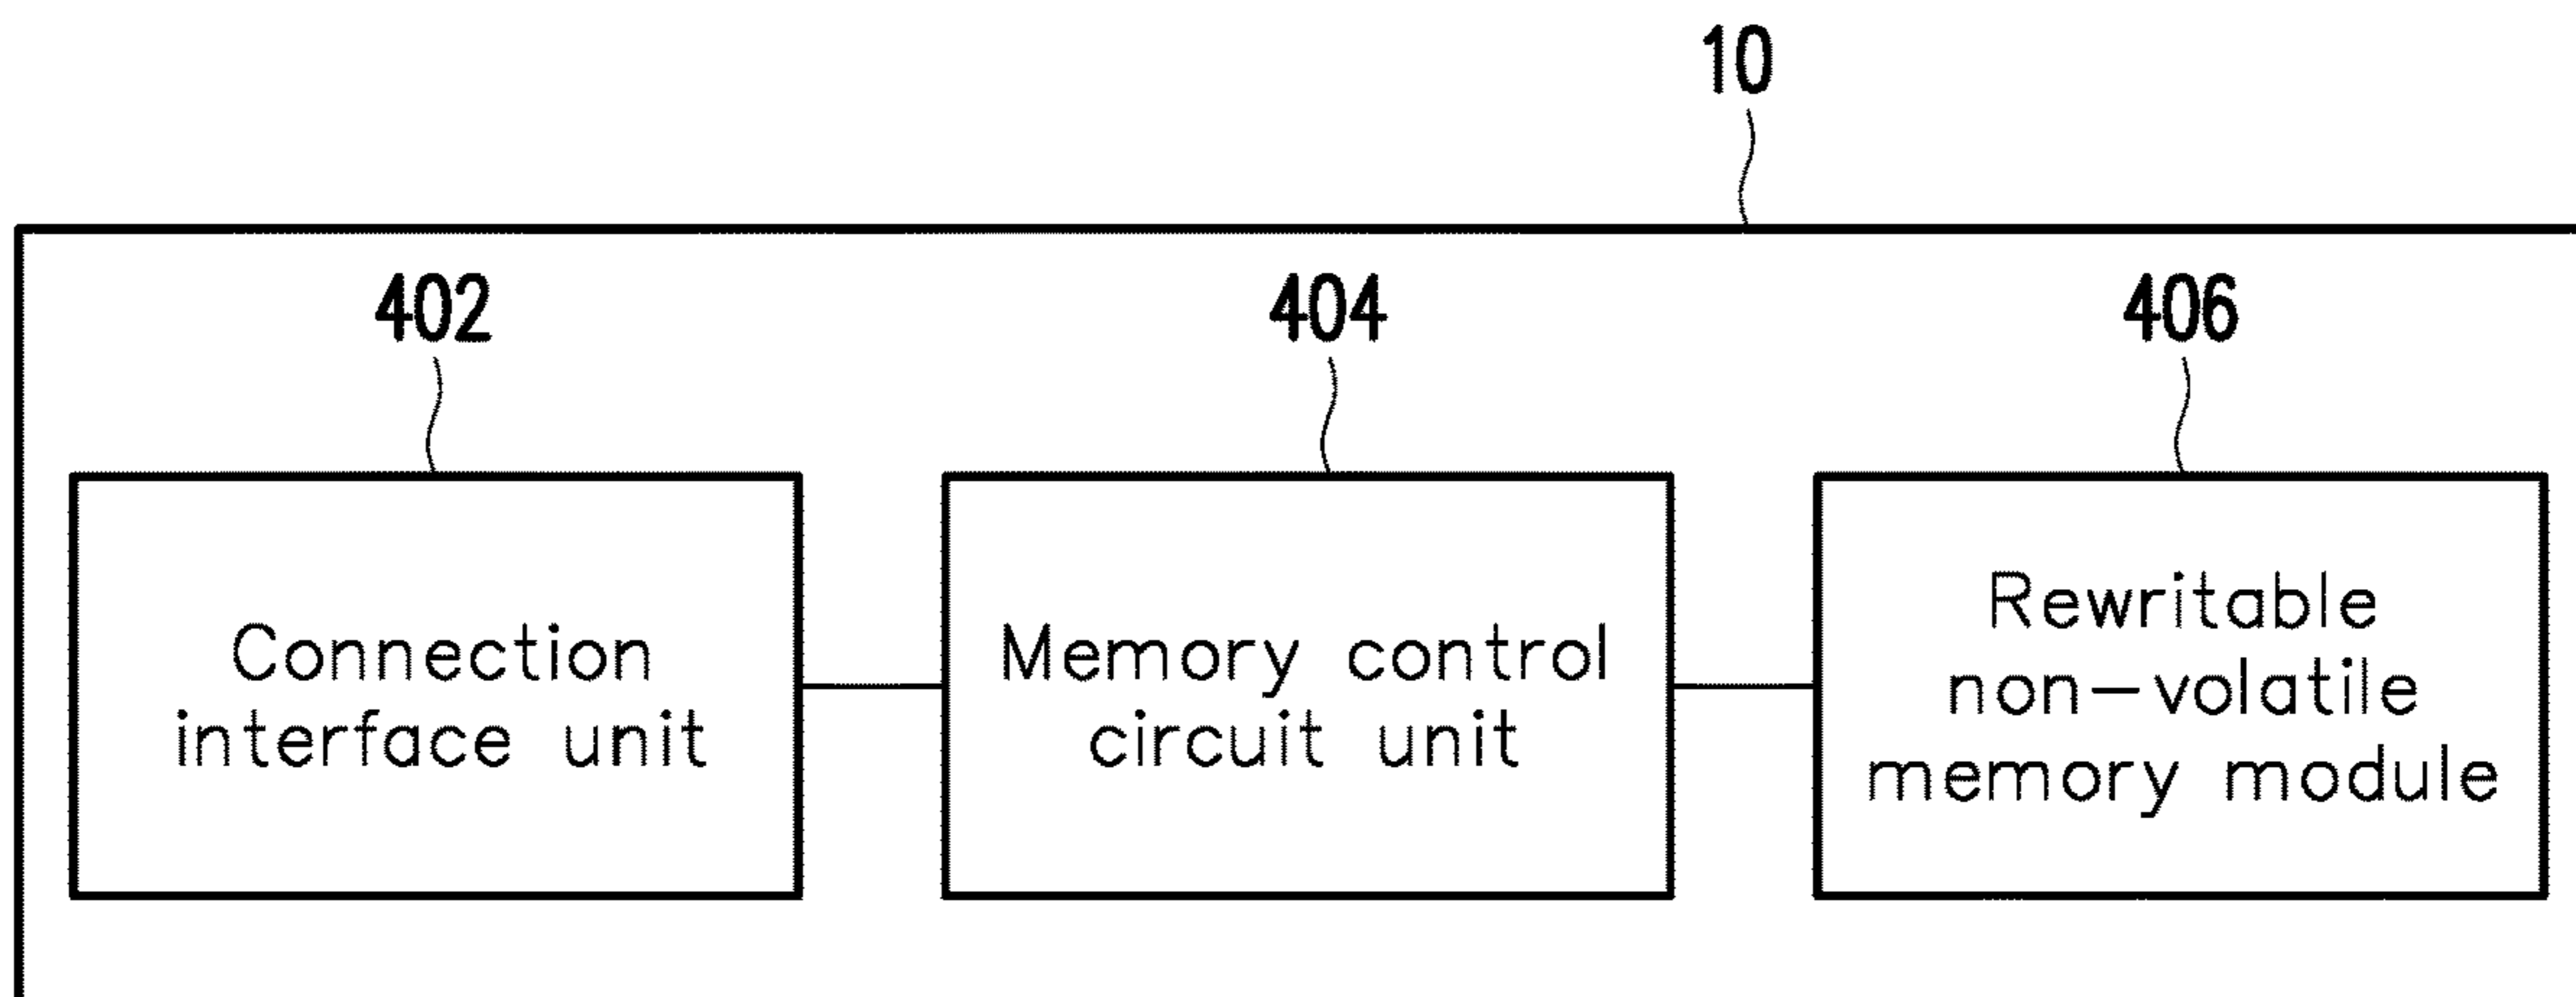 10
402
404
406
Connection
interface unit
Memory control
circuit unit
Rewritable
non-volatile
memory module